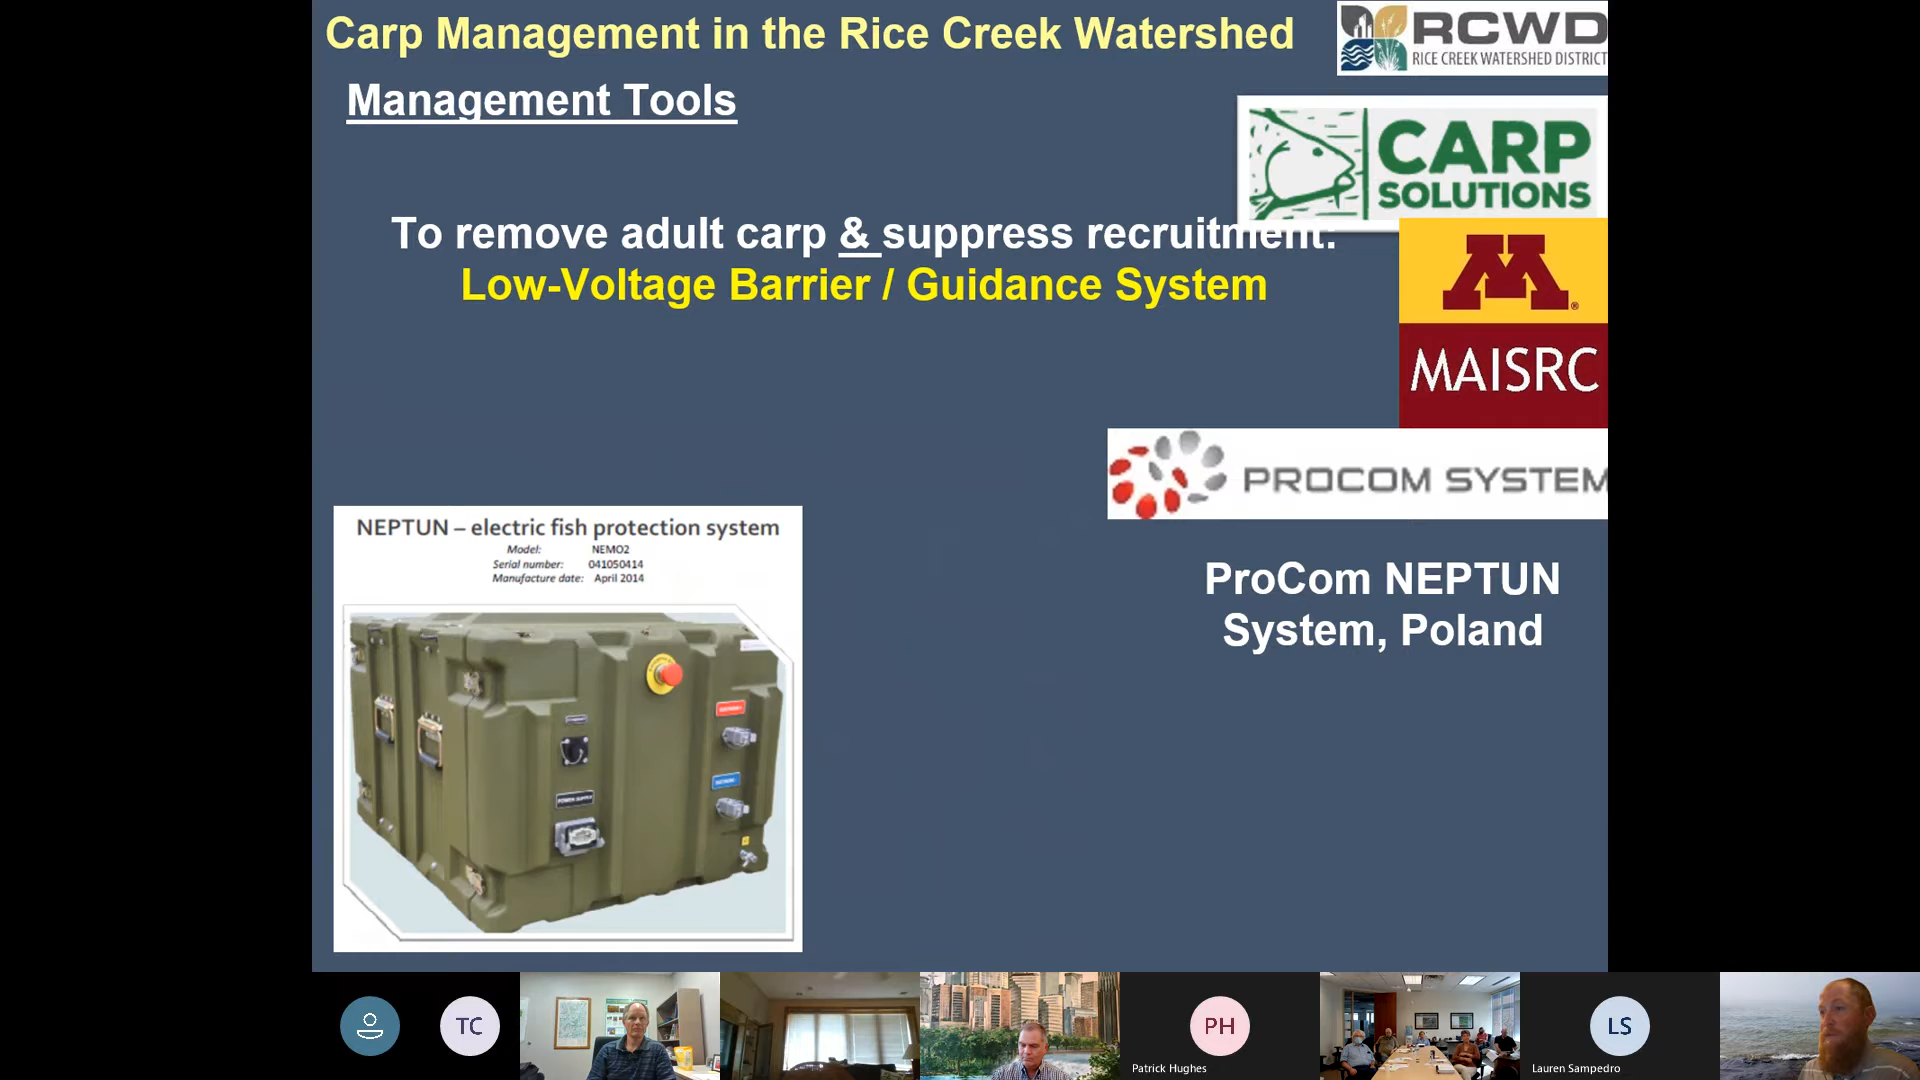 Carp Management in the Rice Creek Watershed
RCWD
RICE CREEK WATERSHED DISTRICT
Management Tools
CARP
SOLUTIONS
To remove adult carp & suppress recruitment:
Low-Voltage Barrier / Guidance System
M®
MAISRC
PROCOM SYSTEM
NEPTUN – electric fish protection system
Model: NEMO2
Serial number: 041050414
Manufacture date: April 2014
ProCom NEPTUN
System, Poland
POWER SUPPLY
TC
PH
Patrick Hughes
LS
Lauren Sampedro